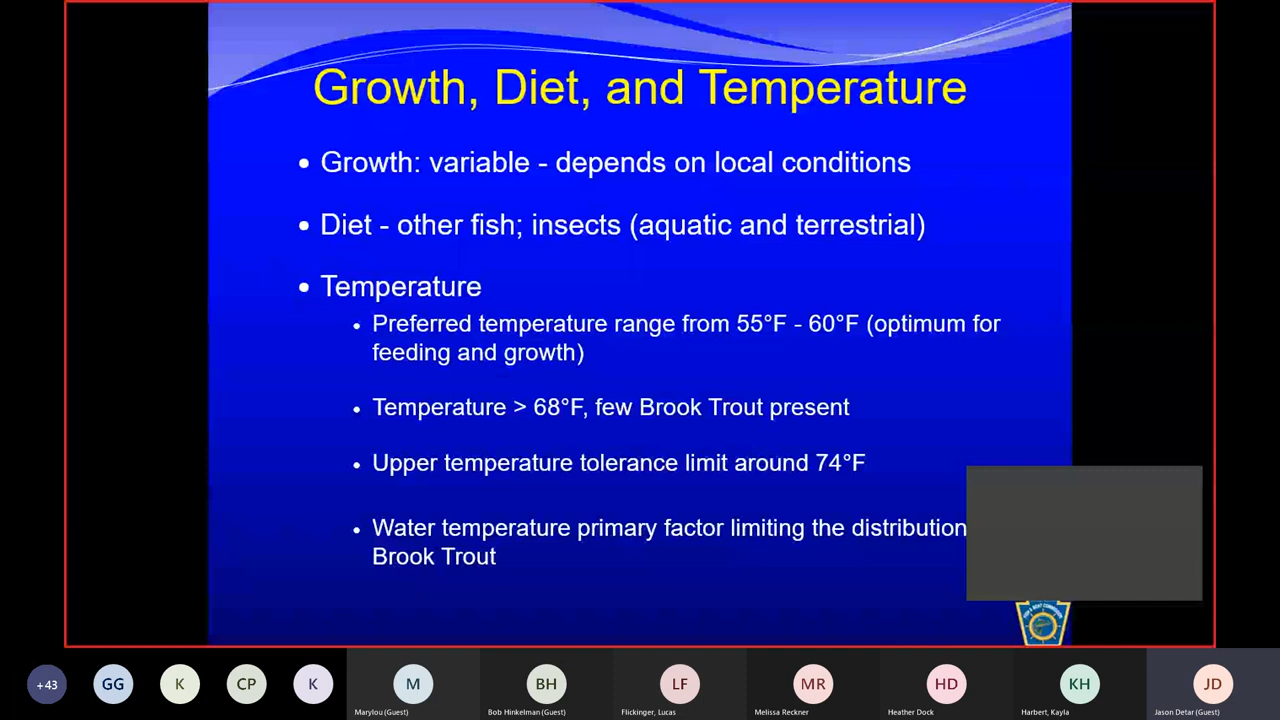 Growth, Diet, and Temperature
• Growth: variable - depends on local conditions
• Diet - other fish; insects (aquatic and terrestrial)
• Temperature
• Preferred temperature range from 55°F - 60°F (optimum for
feeding and growth)
• Temperature > 68°F, few Brook Trout present
• Upper temperature tolerance limit around 74°F
• Water temperature primary factor limiting the distribution
Brook Trout
+43
GG
K
CP
K
M
BH
LF
MR
HD
KH
JD
Marylou (Guest)
Bob Hinkelman (Guest)
Flickinger, Lucas
Melissa Reckner
Heather Dock
Harbert, Kayla
Jason Detar (Guest)